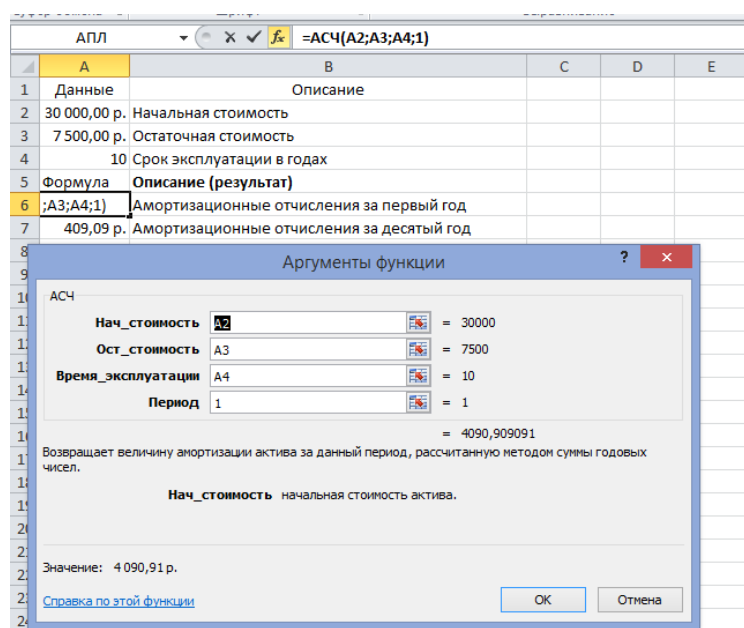 АПЛ fx =АСЧ(A2;A3;A4;1)
A B C D E
1 Данные Описание
2 30 000,00 р. Начальная стоимость
3 7 500,00 р. Остаточная стоимость
4 10 Срок эксплуатации в годах
5 Формула Описание (результат)
6 ;A3;A4;1) Амортизационные отчисления за первый год
7 409,09 р. Амортизационные отчисления за десятый год
8
Аргументы функции ? ×
9
АСЧ
Нач_стоимость A2 = 30000
Ост_стоимость A3 = 7500
Время_эксплуатации A4 = 10
Период 1 = 1
= 4090,909091
Возвращает величину амортизации актива за данный период, рассчитанную методом суммы годовых
чисел.
Нач_стоимость начальная стоимость актива.
Значение: 4 090,91 р.
Справка по этой функции OK Отмена